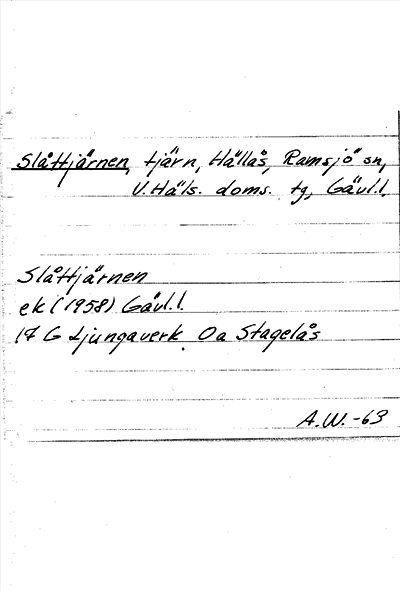 Slåttjärnen, tjärn, Hällås, Ramsjö sn,
V.Häls. doms. tg, Gävl.l.
Slåttjärnen
ek (1958) Gävl.l.
17 G Ljungaverk Oa Stagelås
A.W.-63